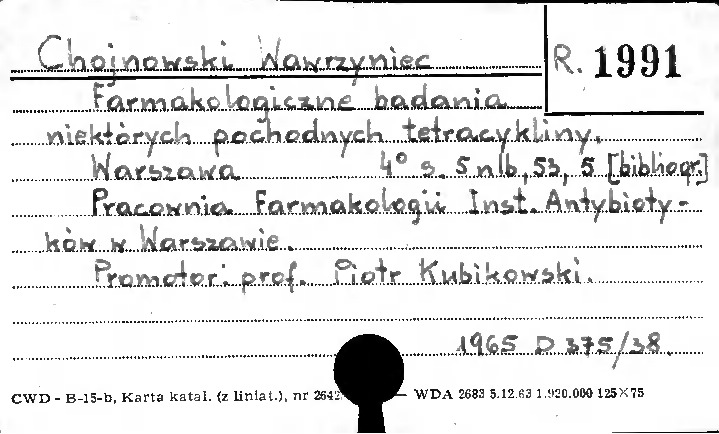 Chojnowski Wawrzyniec
R. 1991
Farmakologiczne badania
niektórych pochodnych tetracykliny.
Warszawa 4° s. 5 nlb, 53, 5 [bibliogr.]
Pracownia Farmakologii Inst. Antybioty-
ków w Warszawie.
Promotor: prof. Piotr Kubikowski.
1965 D 375/38
CWD - B-15-b, Karta katal. (z liniat.), nr 2642 — WDA 2683 5.12.63 1.920.000 125×75